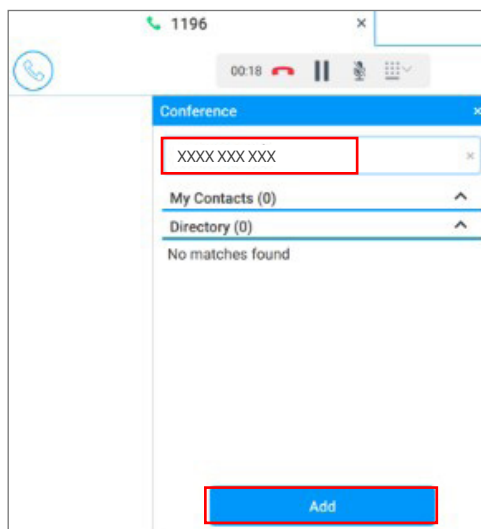 1196 ×
00:18
Conference ×
XXXX XXX XXX ×
My Contacts (0)
Directory (0)
No matches found
Add